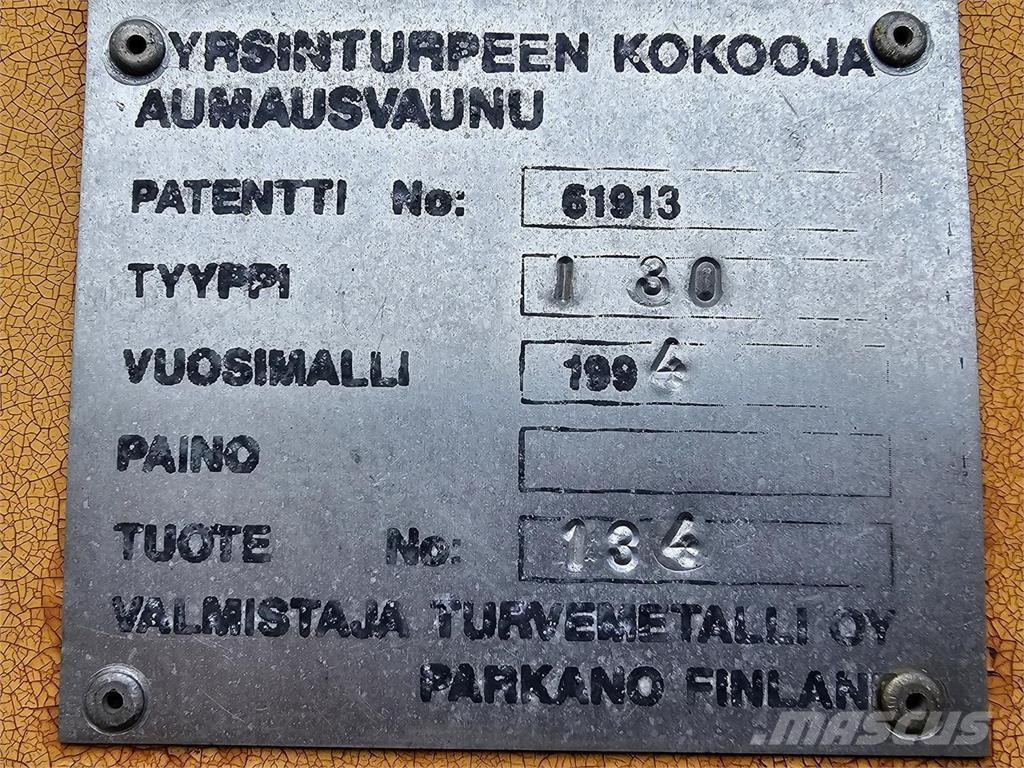 YRSINTURPEEN KOKOOJA
AUMAUSVAUNU
PATENTTI No: 61913
TYYPPI I 30
VUOSIMALLI 1994
PAINO
TUOTE No: 134
VALMISTAJA TURVEMETALLI OY
PARKANO FINLAN
MASCUS